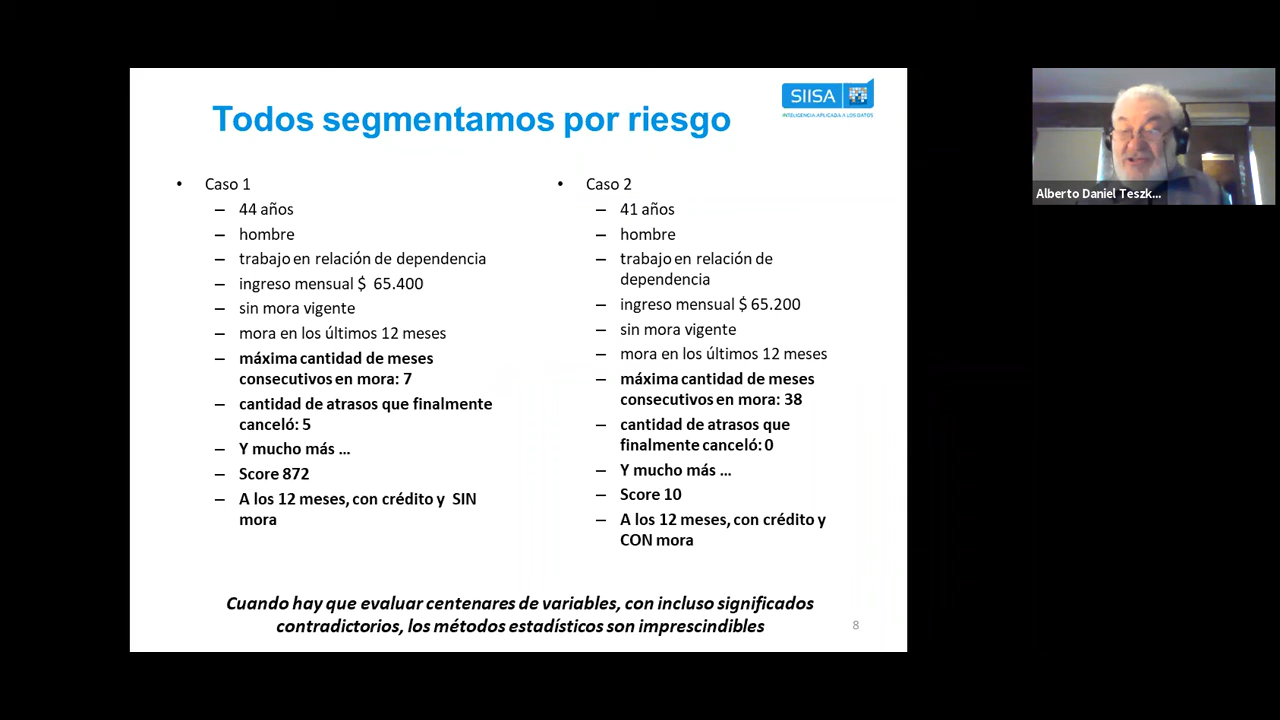 Todos segmentamos por riesgo
SIISA
INTELIGENCIA APLICADA A LOS DATOS
• Caso 1
– 44 años
– hombre
– trabajo en relación de dependencia
– ingreso mensual $ 65.400
– sin mora vigente
– mora en los últimos 12 meses
– máxima cantidad de meses
consecutivos en mora: 7
– cantidad de atrasos que finalmente
canceló: 5
– Y mucho más ...
– Score 872
– A los 12 meses, con crédito y SIN
mora
• Caso 2
– 41 años
– hombre
– trabajo en relación de
dependencia
– ingreso mensual $ 65.200
– sin mora vigente
– mora en los últimos 12 meses
– máxima cantidad de meses
consecutivos en mora: 38
– cantidad de atrasos que
finalmente canceló: 0
– Y mucho más ...
– Score 10
– A los 12 meses, con crédito y
CON mora
Cuando hay que evaluar centenares de variables, con incluso significados
contradictorios, los métodos estadísticos son imprescindibles
8
Alberto Daniel Teszk...